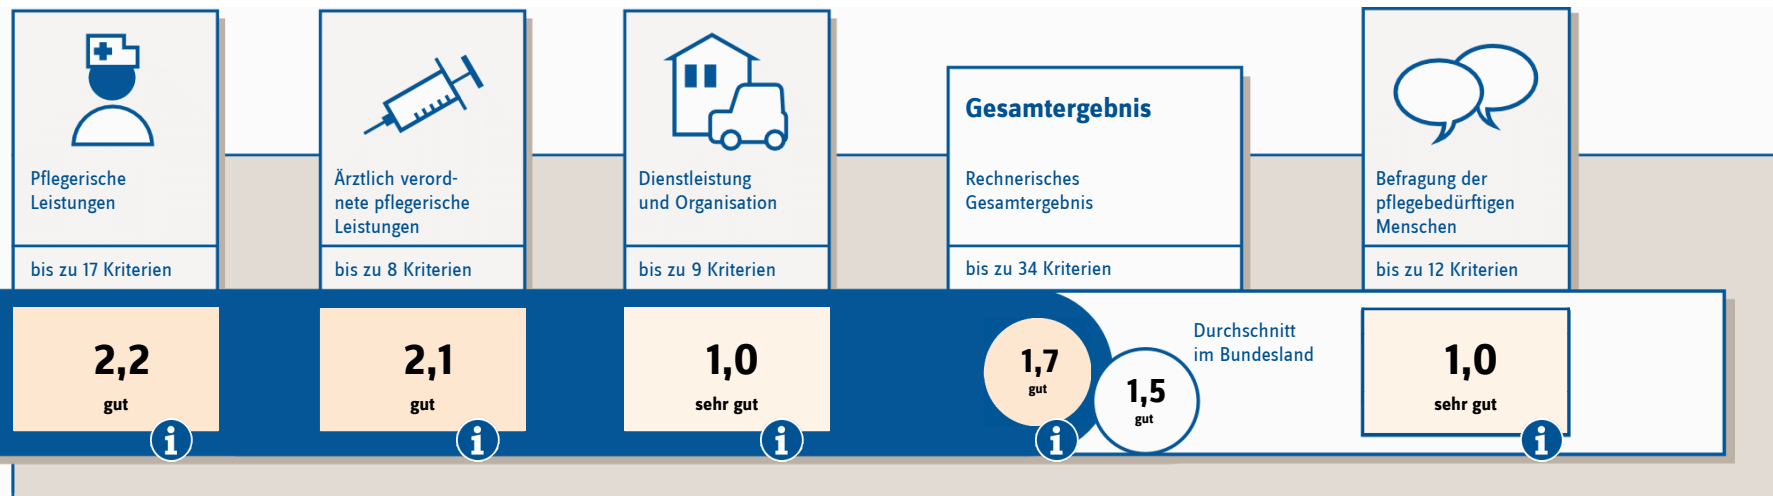 Pflegerische
Leistungen
bis zu 17 Kriterien
2,2
gut
i
Ärztlich verord-
nete pflegerische
Leistungen
bis zu 8 Kriterien
2,1
gut
i
Dienstleistung
und Organisation
bis zu 9 Kriterien
1,0
sehr gut
i
Gesamtergebnis
Rechnerisches
Gesamtergebnis
bis zu 34 Kriterien
1,7
gut
i
1,5
gut
Durchschnitt
im Bundesland
Befragung der
pflegebedürftigen
Menschen
bis zu 12 Kriterien
1,0
sehr gut
i